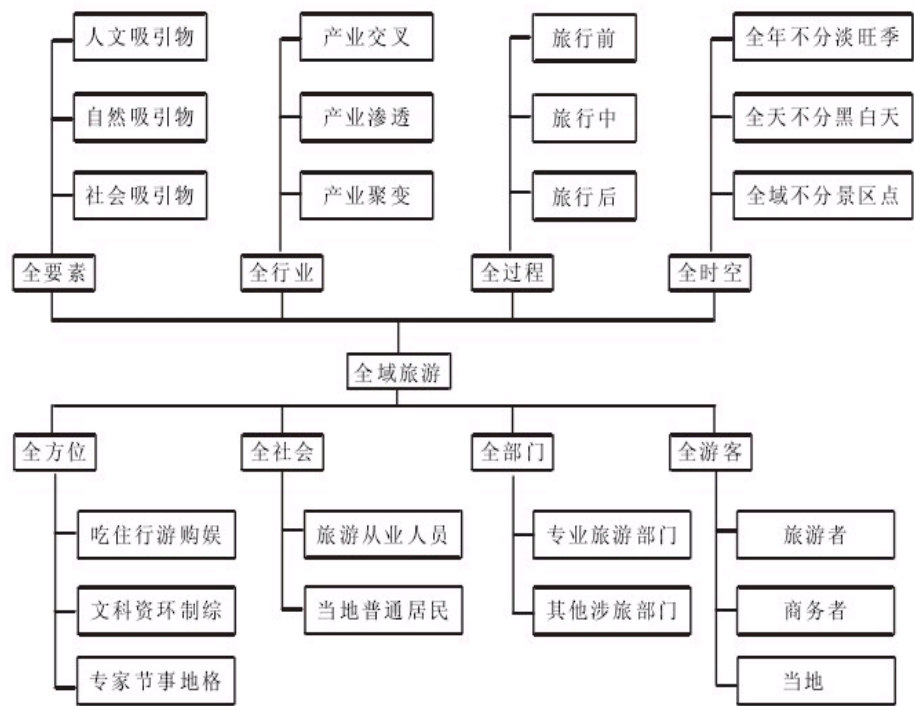 人文吸引物
产业交叉
旅行前
全年不分淡旺季
自然吸引物
产业渗透
旅行中
全天不分黑白天
社会吸引物
产业聚变
旅行后
全域不分景区点
全要素
全行业
全过程
全时空
全域旅游
全方位
全社会
全部门
全游客
吃住行游购娱
旅游从业人员
专业旅游部门
旅游者
文科资环制综
当地普通居民
其他涉旅部门
商务者
专家节事地格
当地